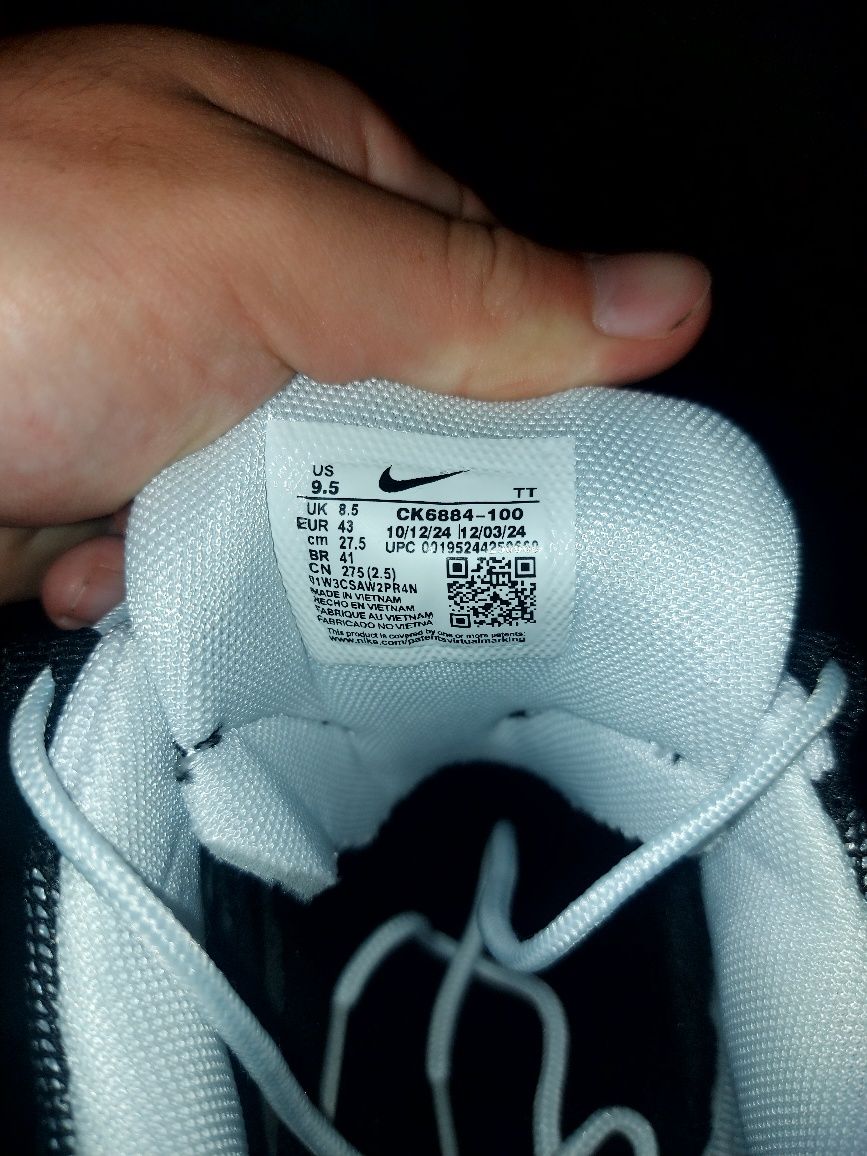 US
9.5
TT
UK 8.5
EUR 43
cm 27.5
BR 41
CN 275(2.5)
CK6884-100
10/12/24 12/03/24
UPC
MADE IN VIETNAM
HECHO EN VIETNAM
FABRIQUE AU VIETNAM
FABRICADO NO VIETNA
This product is covered by one or more patents:
www.nike.com/patentsvirtualmarking